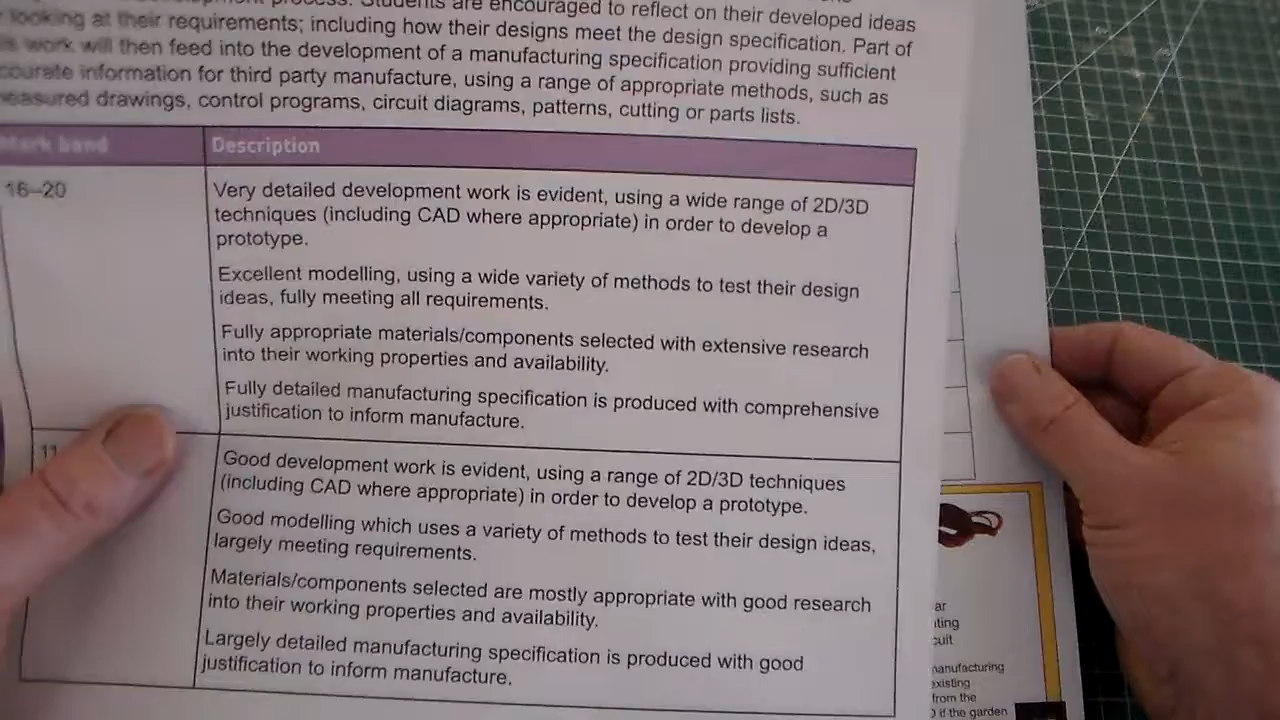 Students are encouraged to reflect on their developed ideas
looking at their requirements; including how their designs meet the design specification. Part of
work will then feed into the development of a manufacturing specification providing sufficient
information for third party manufacture, using a range of appropriate methods, such as
drawings, control programs, circuit diagrams, patterns, cutting or parts lists.
Mark band Description
16–20
Very detailed development work is evident, using a wide range of 2D/3D
techniques (including CAD where appropriate) in order to develop a
prototype.
Excellent modelling, using a wide variety of methods to test their design
ideas, fully meeting all requirements.
Fully appropriate materials/components selected with extensive research
into their working properties and availability.
Fully detailed manufacturing specification is produced with comprehensive
justification to inform manufacture.
11
Good development work is evident, using a range of 2D/3D techniques
(including CAD where appropriate) in order to develop a prototype.
Good modelling which uses a variety of methods to test their design ideas,
largely meeting requirements.
Materials/components selected are mostly appropriate with good research
into their working properties and availability.
Largely detailed manufacturing specification is produced with good
justification to inform manufacture.
ar
ting
cuit
manufacturing
existing
from the
if the garden